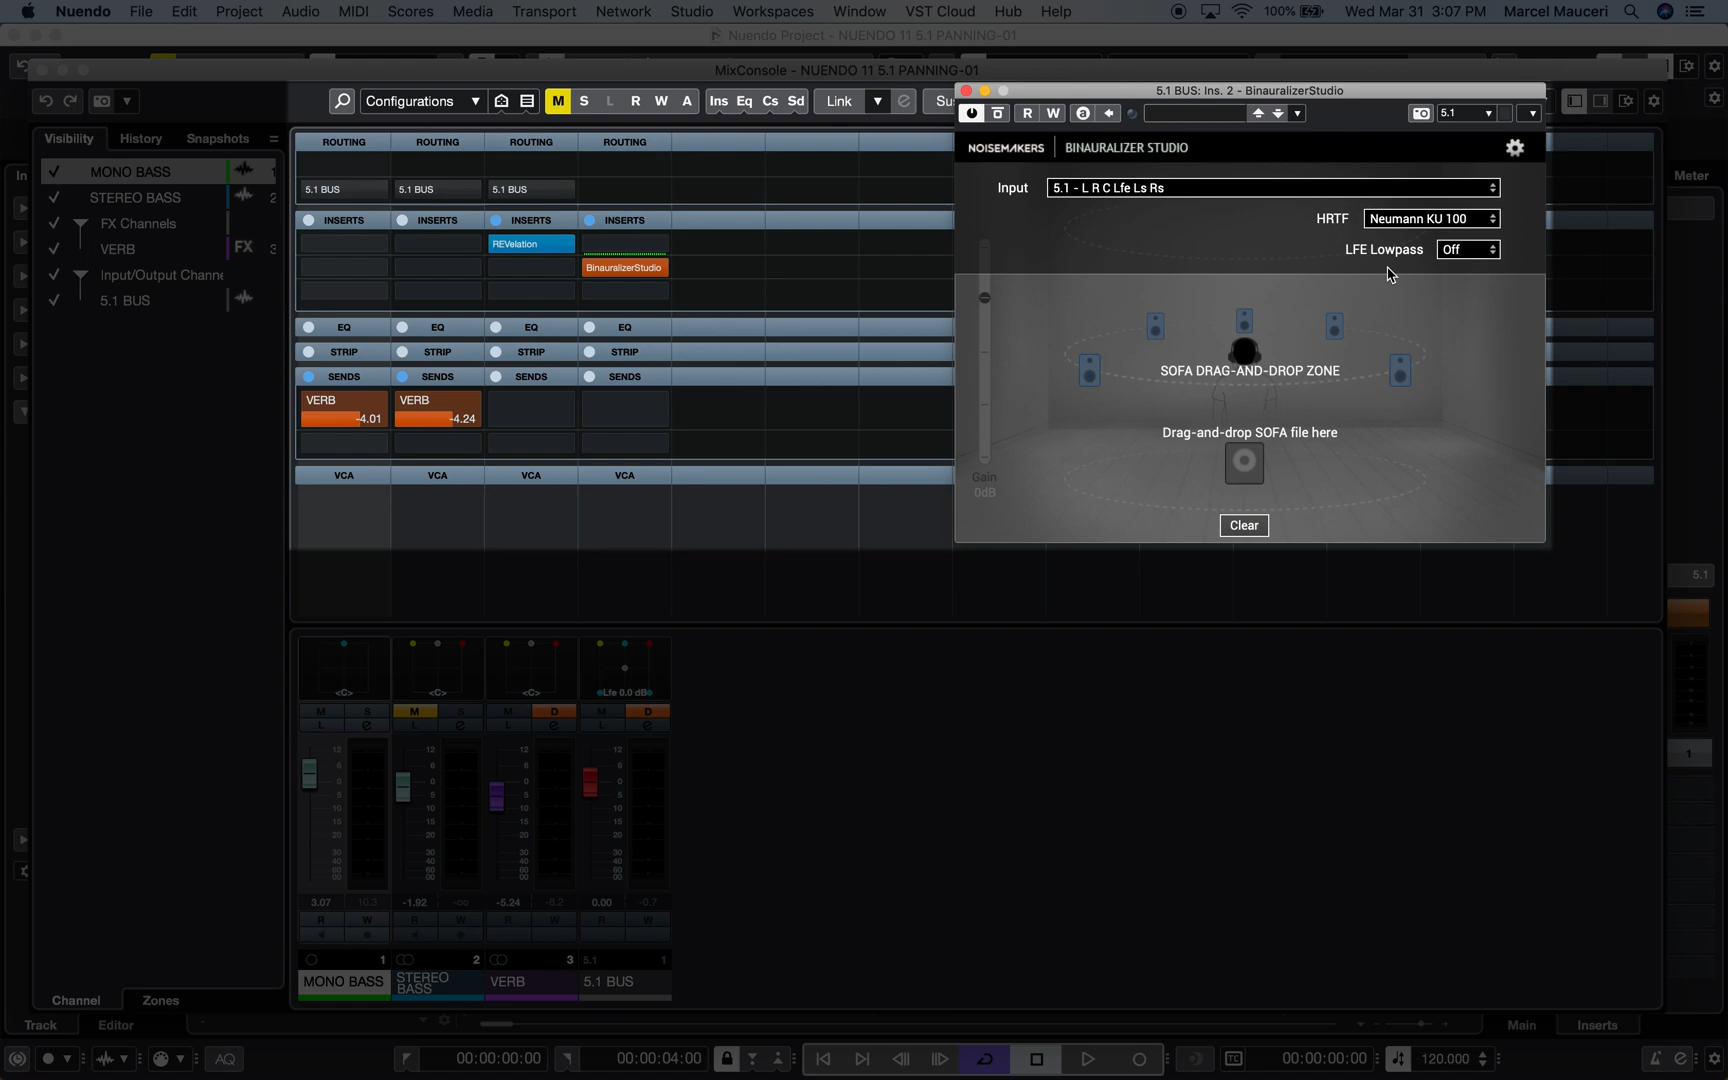 Nuendo File Edit Project Audio MIDI Scores Media Transport Network Studio Workspaces Window VST Cloud Hub Help 100% Wed Mar 31 3:07 PM Marcel Mauceri
Nuendo Project - NUENDO 11 5.1 PANNING-01
MixConsole - NUENDO 11 5.1 PANNING-01
Configurations M S L R W A Ins Eq Cs Sd Link Su
5.1 BUS: Ins. 2 - BinauralizerStudio
R W a 5.1
NOISEMAKERS BINAURALIZER STUDIO
Input 5.1 - L R C Lfe Ls Rs
HRTF Neumann KU 100
LFE Lowpass Off
SOFA DRAG-AND-DROP ZONE
Drag-and-drop SOFA file here
Gain
0dB
Clear
Visibility History Snapshots
MONO BASS 1
STEREO BASS 2
FX Channels
VERB FX 3
Input/Output Channe
5.1 BUS
In
Meter
ROUTING ROUTING ROUTING ROUTING
5.1 BUS 5.1 BUS 5.1 BUS
INSERTS INSERTS INSERTS INSERTS
REVelation
BinauralizerStudio
EQ EQ EQ EQ
STRIP STRIP STRIP STRIP
SENDS SENDS SENDS SENDS
VERB VERB
-4.01 -4.24
VCA VCA VCA VCA
5.1
1
<C> <C> <C> Lfe 0.0 dB
M S M S M D M D
L e L e L e L e
12 12 12 12
6 6 6 6
0 0 0 0
5 5 5 5
10 10 10 10
15 15 15 15
20 20 20 20
30 30 30 30
40 40 40 40
60 60 60 60
3.07 10.3 -1.92 -oo -5.24 -8.2 0.00 -0.7
R W R W R W R W
1 2 3 5.1 1
MONO BASS STEREO BASS VERB 5.1 BUS
Channel Zones
Track Editor Main Inserts
AQ 00:00:00:00 00:00:04:00 TC 00:00:00:00 120.000